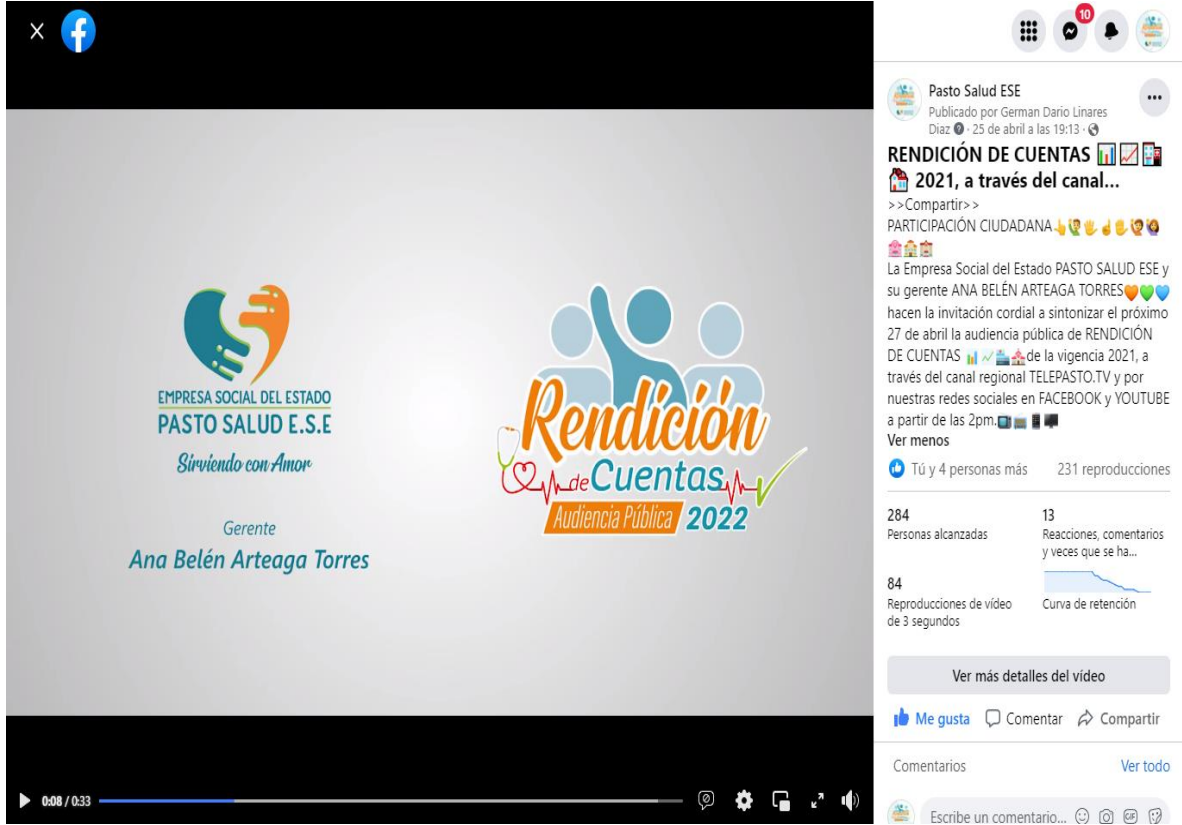 EMPRESA SOCIAL DEL ESTADO
PASTO SALUD E.S.E
Sirviendo con Amor
Gerente
Ana Belén Arteaga Torres
Rendición
de Cuentas
Audiencia Pública 2022
0:08 / 0:33
10
Pasto Salud ESE
Publicado por German Dario Linares
Diaz · 25 de abril a las 19:13 ·
RENDICIÓN DE CUENTAS 📊📈🏨
🏠 2021, a través del canal...
>>Compartir>>
PARTICIPACIÓN CIUDADANA
La Empresa Social del Estado PASTO SALUD ESE y
su gerente ANA BELÉN ARTEAGA TORRES🧡💚💙
hacen la invitación cordial a sintonizar el próximo
27 de abril la audiencia pública de RENDICIÓN
DE CUENTAS de la vigencia 2021, a
través del canal regional TELEPASTO.TV y por
nuestras redes sociales en FACEBOOK y YOUTUBE
a partir de las 2pm.
Ver menos
Tú y 4 personas más 231 reproducciones
284
Personas alcanzadas
13
Reacciones, comentarios
y veces que se ha...
84
Reproducciones de vídeo
de 3 segundos
Curva de retención
Ver más detalles del vídeo
Me gusta Comentar Compartir
Comentarios Ver todo
Escribe un comentario... GIF